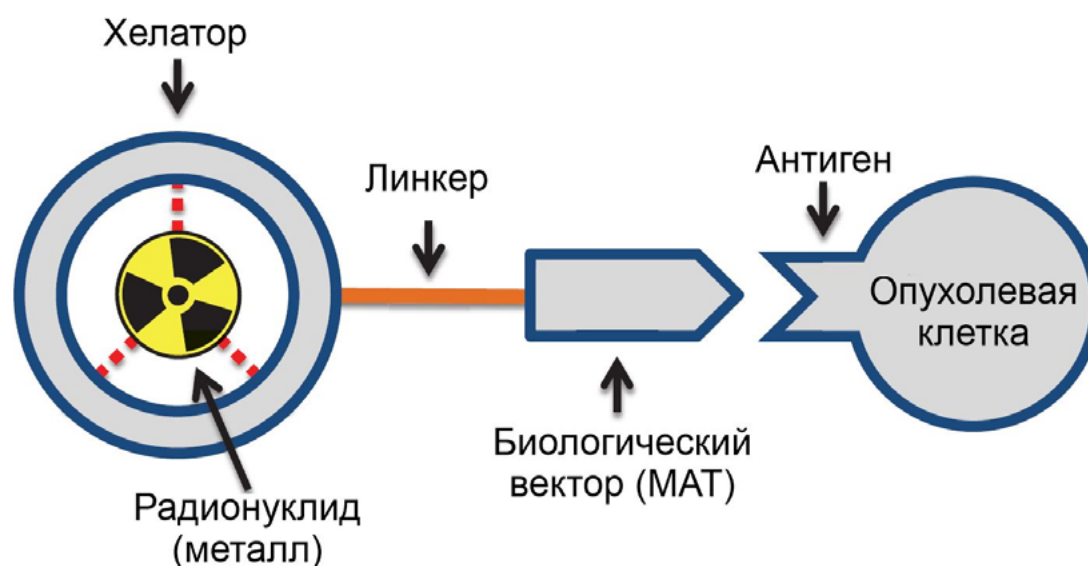 Хелатор
Линкер
Антиген
Опухолевая
клетка
Биологический
вектор (МАТ)
Радионуклид
(металл)